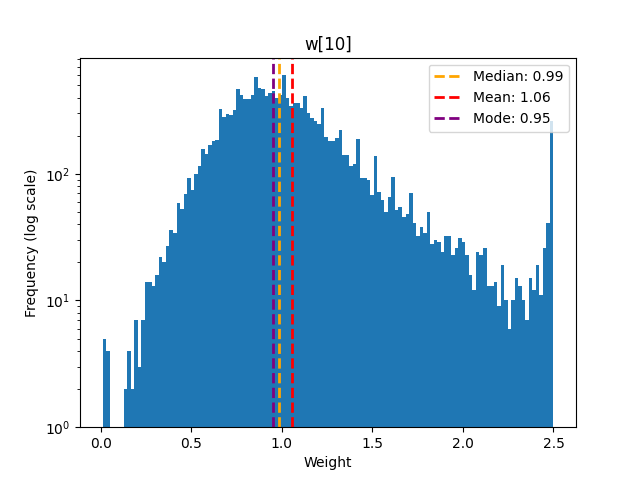 w[10]
Median: 0.99
Mean: 1.06
Mode: 0.95
Frequency (log scale)
10²
10¹
10⁰
0.0 0.5 1.0 1.5 2.0 2.5
Weight